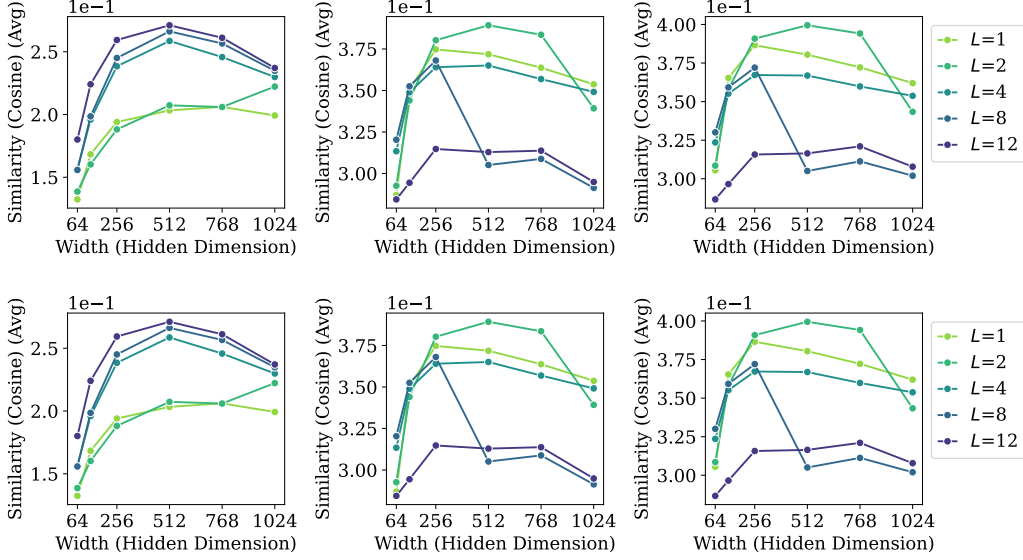 1e−1
1e−1
1e−1
Similarity (Cosine) (Avg)
2.5
2.0
1.5
64 256 512 768 1024
Width (Hidden Dimension)
Similarity (Cosine) (Avg)
3.75
3.50
3.25
3.00
64 256 512 768 1024
Width (Hidden Dimension)
Similarity (Cosine) (Avg)
4.00
3.75
3.50
3.25
3.00
64 256 512 768 1024
Width (Hidden Dimension)
L=1
L=2
L=4
L=8
L=12
1e−1
1e−1
1e−1
Similarity (Cosine) (Avg)
2.5
2.0
1.5
64 256 512 768 1024
Width (Hidden Dimension)
Similarity (Cosine) (Avg)
3.75
3.50
3.25
3.00
64 256 512 768 1024
Width (Hidden Dimension)
Similarity (Cosine) (Avg)
4.00
3.75
3.50
3.25
3.00
64 256 512 768 1024
Width (Hidden Dimension)
L=1
L=2
L=4
L=8
L=12